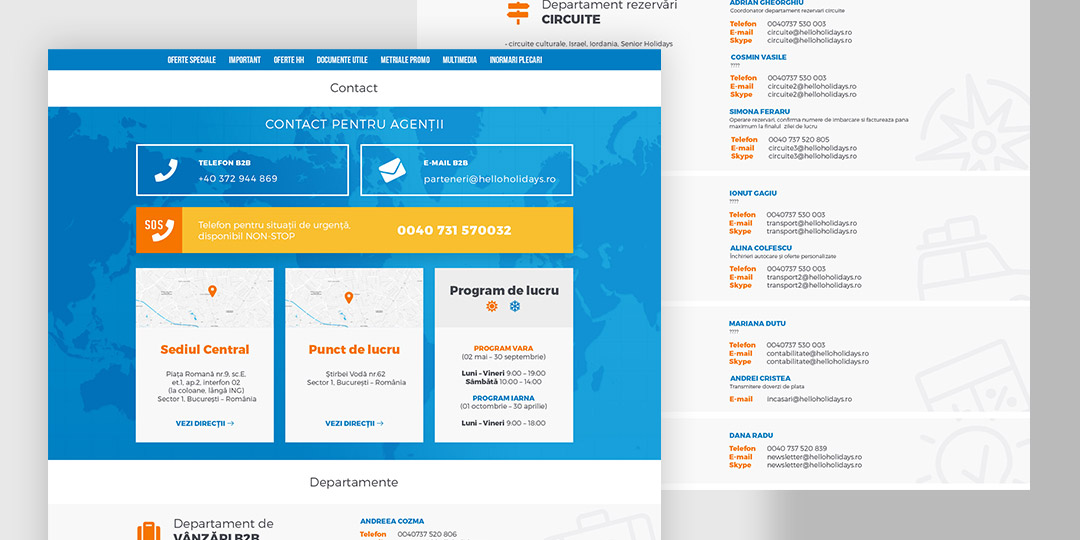 OFERTE SPECIALE IMPORTANT OFERTE HH DOCUMENTE UTILE METRIALE PROMO MULTIMEDIA INORMARI PLECARI
Contact
CONTACT PENTRU AGENȚII
TELEFON B2B
+40 372 944 869
E-MAIL B2B
parteneri@helloholidays.ro
SOS
Telefon pentru situații de urgență,
disponibil NON-STOP
0040 731 570032
Sediul Central
Piața Romană nr.9, sc.E,
et.1, ap.2, interfon 02
(la coloane, lângă ING)
Sector 1, București – România
VEZI DIRECȚII →
Punct de lucru
Știrbei Vodă nr.62
Sector 1, București – România
VEZI DIRECȚII →
Program de lucru
PROGRAM VARA
(02 mai – 30 septembrie)
Luni - Vineri 9:00 – 19:00
Sâmbătă 10:00 – 14:00
PROGRAM IARNA
(01 octombrie – 30 aprilie)
Luni - Vineri 9:00 – 18:00
Departamente
Departament de
VÂNZĂRI B2B
ANDREEA COZMA
Telefon 0040737 520 806
Departament rezervări
CIRCUITE
- circuite culturale, Israel, Iordania, Senior Holidays
ADRIAN GHEORGHIU
Coordonator departament rezervari circuite
Telefon 0040737 530 003
E-mail circuite@helloholidays.ro
Skype circuite@helloholidays.ro
COSMIN VASILE
????
Telefon 0040737 530 003
E-mail circuite2@helloholidays.ro
Skype circuite2@helloholidays.ro
SIMONA FERARU
Operare rezervari, confirma numere de imbarcare si factureaza pana
maximum la finalul zilei de lucru
Telefon 0040 737 520 805
E-mail circuite3@helloholidays.ro
Skype circuite3@helloholidays.ro
IONUT GAGIU
????
Telefon 0040737 530 003
E-mail transport@helloholidays.ro
Skype transport@helloholidays.ro
ALINA COLFESCU
Închirieri autocare și oferte personalizate
Telefon 0040737 530 003
E-mail transport2@helloholidays.ro
Skype transport2@helloholidays.ro
MARIANA DUTU
????
Telefon 0040737 530 003
E-mail contabilitate@helloholidays.ro
Skype contabilitate@helloholidays.ro
ANDREI CRISTEA
Transmitere dovezi de plata
E-mail incasari@helloholidays.ro
DANA RADU
Telefon 0040 737 520 839
E-mail newsletter@helloholidays.ro
Skype newsletter@helloholidays.ro